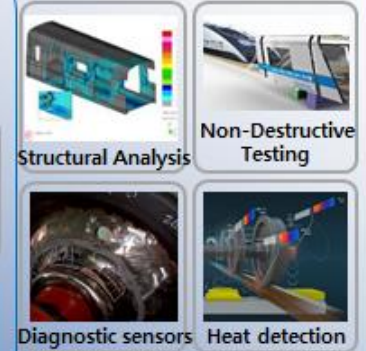 Structural Analysis
Non-Destructive
Testing
Diagnostic sensors
Heat detection